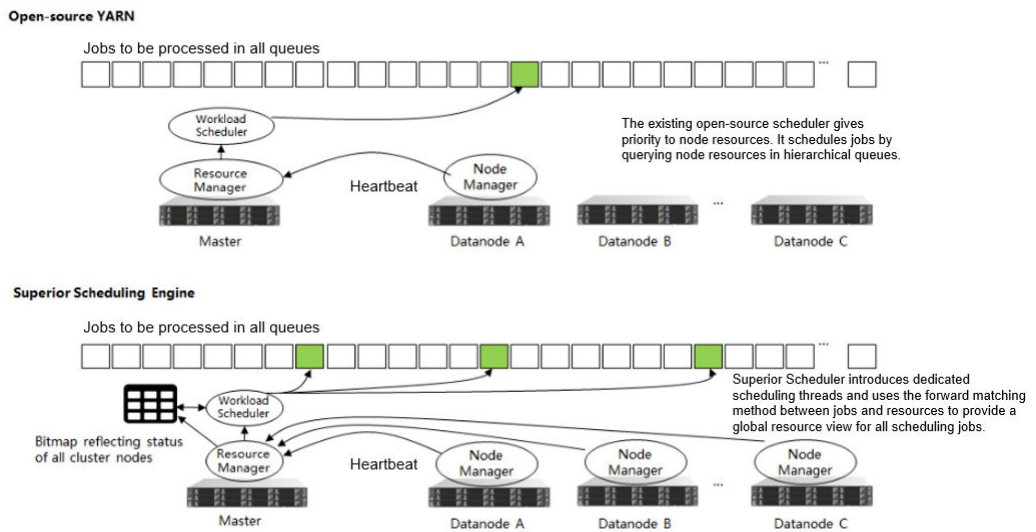 Open-source YARN
Jobs to be processed in all queues
...
Workload
Scheduler
The existing open-source scheduler gives
priority to node resources. It schedules jobs by
querying node resources in hierarchical queues.
Resource
Manager
Heartbeat
Node
Manager
...
Master
Datanode A
Datanode B
Datanode C
Superior Scheduling Engine
Jobs to be processed in all queues
...
Superior Scheduler introduces dedicated
scheduling threads and uses the forward matching
method between jobs and resources to provide a
global resource view for all scheduling jobs.
Workload
Scheduler
Bitmap reflecting status
of all cluster nodes
Resource
Manager
Heartbeat
Node
Manager
Node
Manager
Node
Manager
...
Master
Datanode A
Datanode B
Datanode C